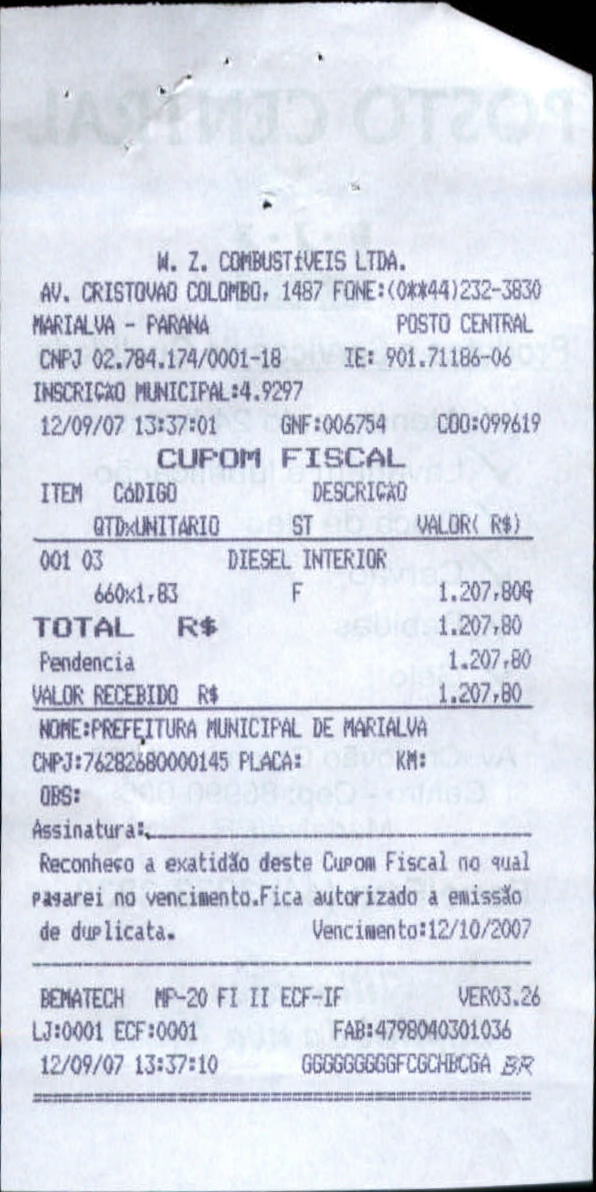 W. Z. COMBUSTíVEIS LTDA.
AV. CRISTOVAO COLOMBO, 1487 FONE:(0**44)232-3830
MARIALVA - PARANA POSTO CENTRAL
CNPJ 02.784.174/0001-18 IE: 901.71186-06
INSCRIÇAO MUNICIPAL:4.9297
12/09/07 13:37:01 GNF:006754 COO:099619
CUPOM FISCAL
ITEM CóDIGO DESCRIÇAO
QTDxUNITARIO ST VALOR( R$)
001 03 DIESEL INTERIOR
660x1,83 F 1.207,80G
TOTAL R$ 1.207,80
Pendencia 1.207,80
VALOR RECEBIDO R$ 1.207,80
NOME:PREFEITURA MUNICIPAL DE MARIALVA
CNPJ:76282680000145 PLACA: KM:
OBS:
Assinatura:
Reconheço a exatidão deste Cupom Fiscal no qual
pagarei no vencimento.Fica autorizado a emissão
de duplicata. Vencimento:12/10/2007
BEMATECH MP-20 FI II ECF-IF VER03.26
LJ:0001 ECF:0001 FAB:4798040301036
12/09/07 13:37:10 GGGGGGGGGFCGCHBCGA BR